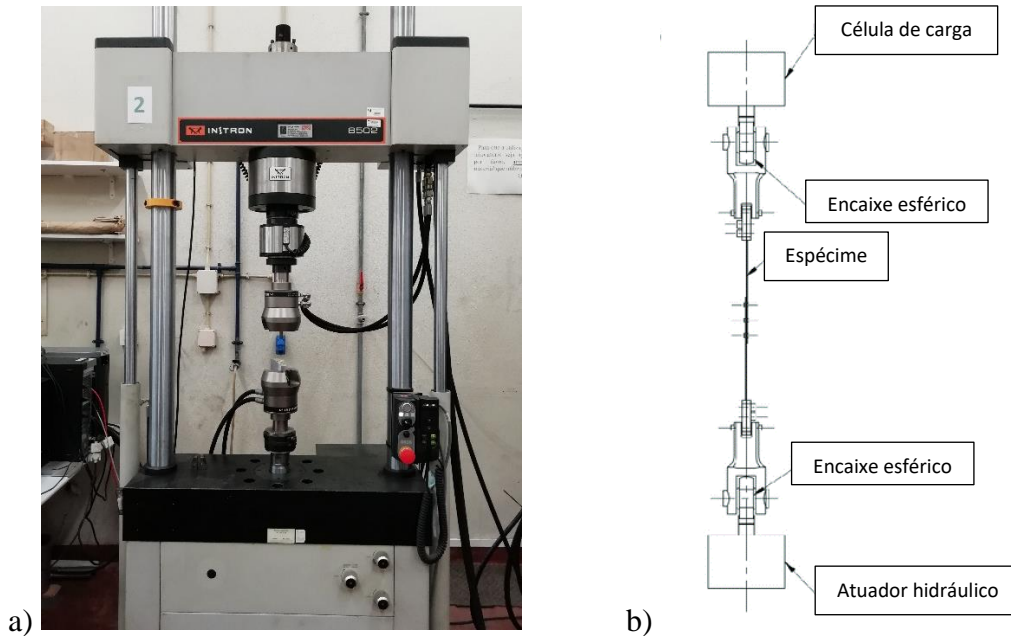 2
INSTRON
8502
Célula de carga
Encaixe esférico
Espécime
Encaixe esférico
Atuador hidráulico
a)
b)